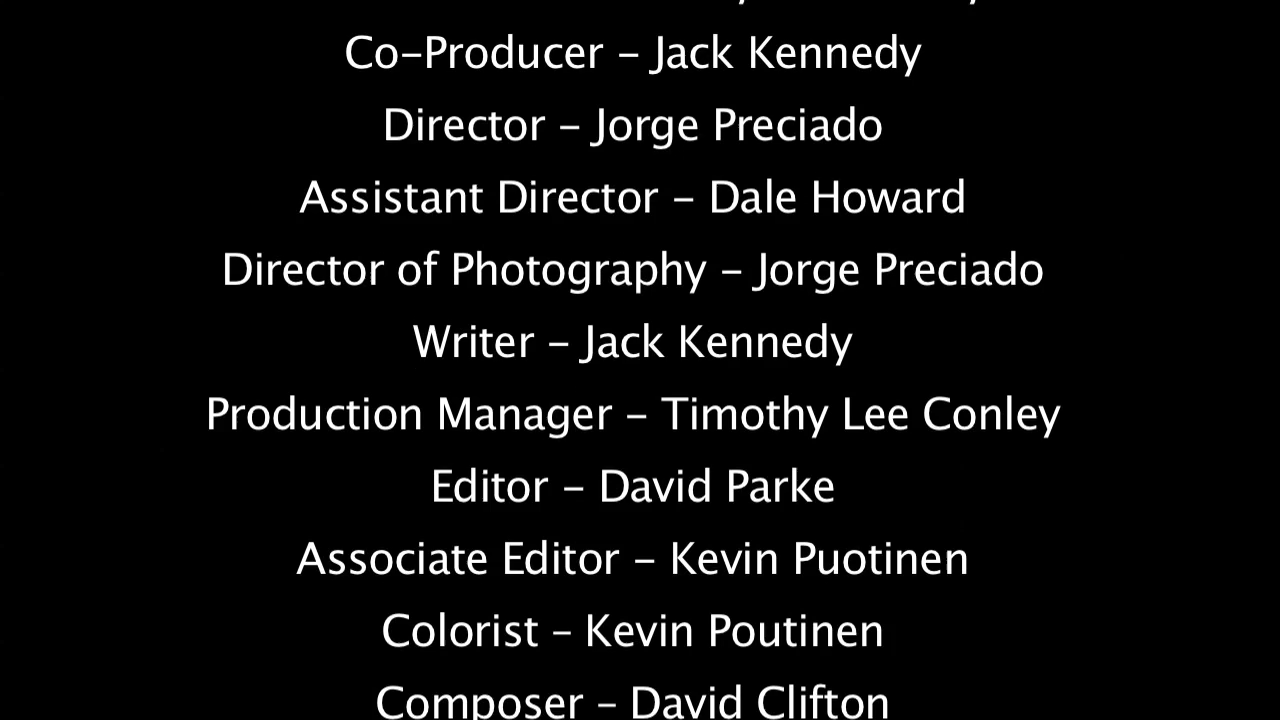 Co–Producer – Jack Kennedy
Director – Jorge Preciado
Assistant Director – Dale Howard
Director of Photography – Jorge Preciado
Writer – Jack Kennedy
Production Manager – Timothy Lee Conley
Editor – David Parke
Associate Editor – Kevin Puotinen
Colorist – Kevin Poutinen
Composer – David Clifton